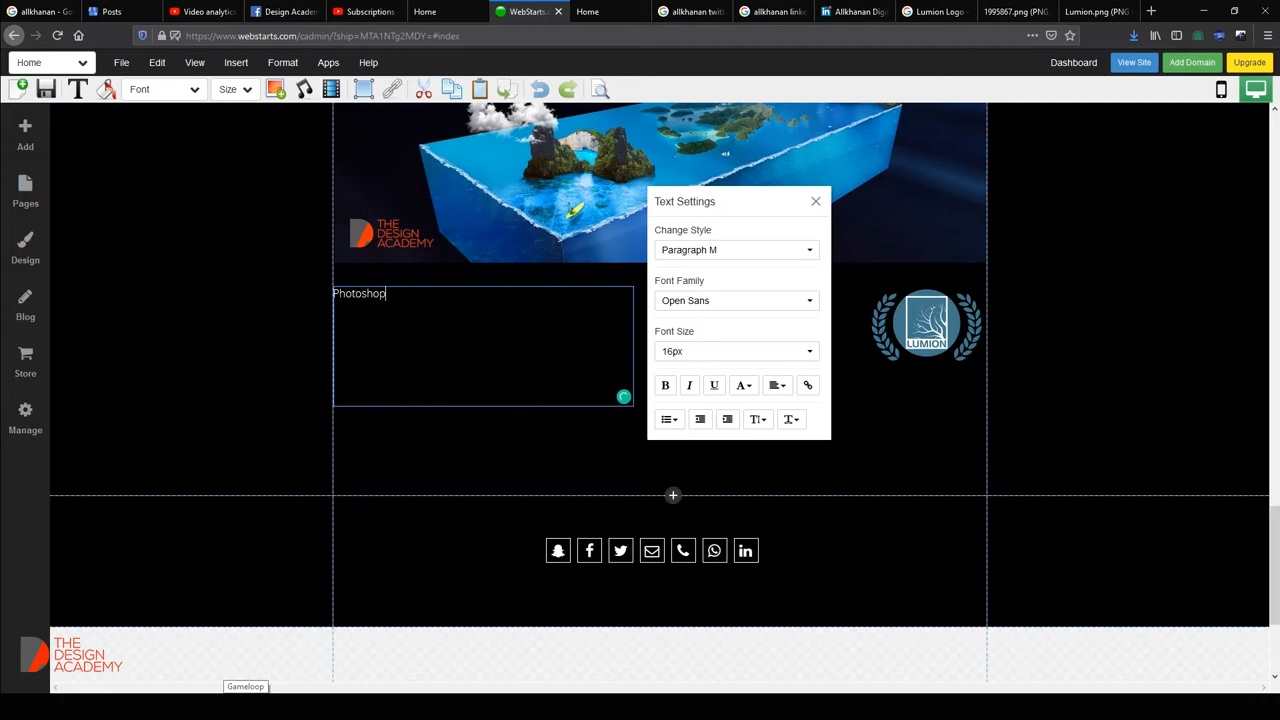 allkhanan - G
Posts
Video analytic
Design Acade
Subscriptions -
Home
WebStarts.
Home
allkhanan twit
allkhanan linke
Allkhanan Dig
Lumion Logo -
1995867.png (PNG
Lumion.png (PNG
https://www.webstarts.com/cadmin/?ship=MTA1NTg2MDY=#index
Home
File
Edit
View
Insert
Format
Apps
Help
Dashboard
View Site
Add Domain
Upgrade
Font
Size
Add
Pages
Design
Blog
Store
Manage
THE
DESIGN
ACADEMY
Text Settings
Change Style
Paragraph M
Font Family
Open Sans
Font Size
16px
B I U A
Photoshop
LUMION
THE
DESIGN
ACADEMY
Gameloop